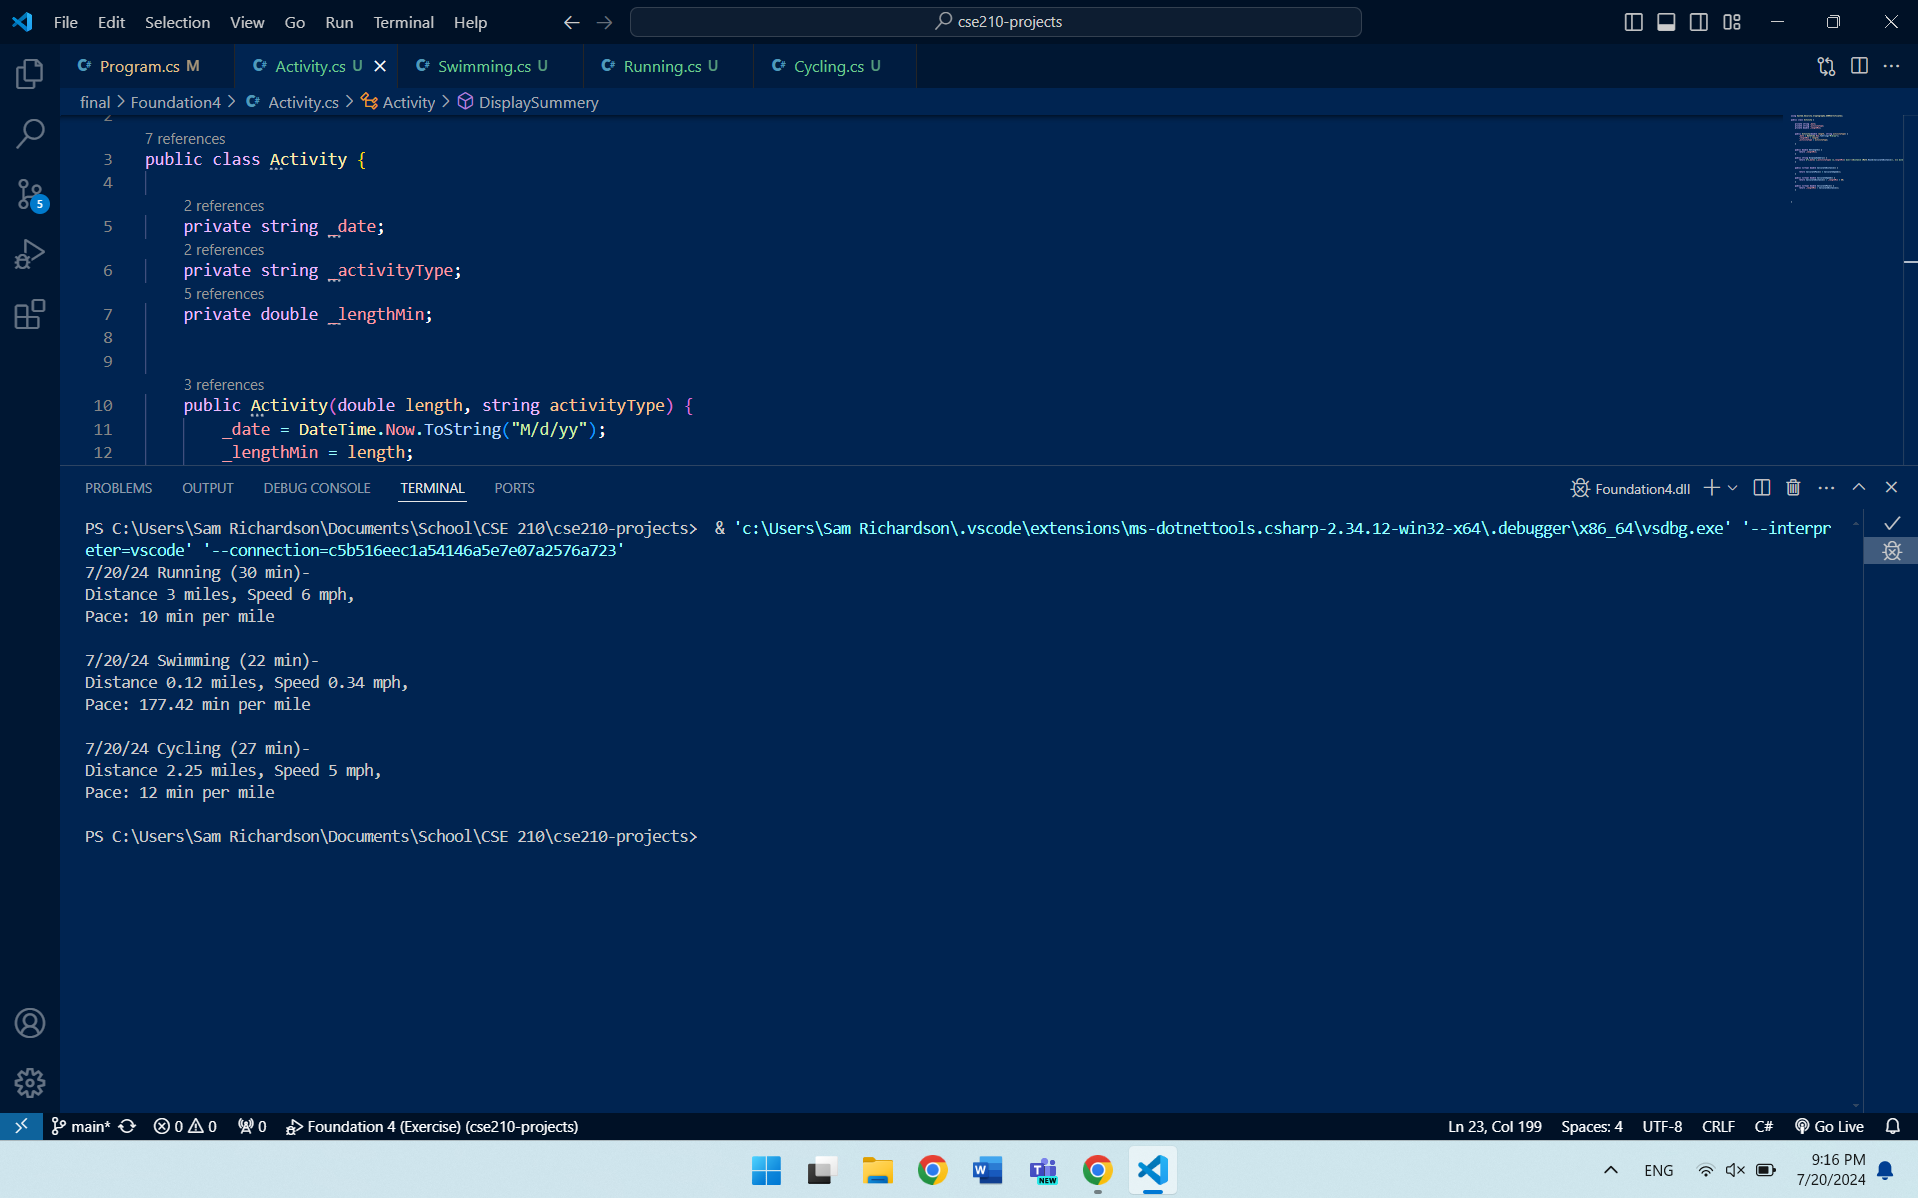 File Edit Selection View Go Run Terminal Help cse210-projects
Program.cs M Activity.cs U Swimming.cs U Running.cs U Cycling.cs U
final > Foundation4 > Activity.cs > Activity > DisplaySummery
2
7 references
3 public class Activity {
4
2 references
5 private string _date;
2 references
6 private string _activityType;
5 references
7 private double _lengthMin;
8
9
3 references
10 public Activity(double length, string activityType) {
11 _date = DateTime.Now.ToString("M/d/yy");
12 _lengthMin = length;
PROBLEMS OUTPUT DEBUG CONSOLE TERMINAL PORTS Foundation4.dll
PS C:\Users\Sam Richardson\Documents\School\CSE 210\cse210-projects>  & 'c:\Users\Sam Richardson\.vscode\extensions\ms-dotnettools.csharp-2.34.12-win32-x64\.debugger\x86_64\vsdbg.exe' '--interpr
eter=vscode' '--connection=c5b516eec1a54146a5e7e07a2576a723'
7/20/24 Running (30 min)-
Distance 3 miles, Speed 6 mph,
Pace: 10 min per mile
7/20/24 Swimming (22 min)-
Distance 0.12 miles, Speed 0.34 mph,
Pace: 177.42 min per mile
7/20/24 Cycling (27 min)-
Distance 2.25 miles, Speed 5 mph,
Pace: 12 min per mile
PS C:\Users\Sam Richardson\Documents\School\CSE 210\cse210-projects>
5
main* 0 0 0 Foundation 4 (Exercise) (cse210-projects) Ln 23, Col 199 Spaces: 4 UTF-8 CRLF C# Go Live
W T NEW ENG 9:16 PM
7/20/2024